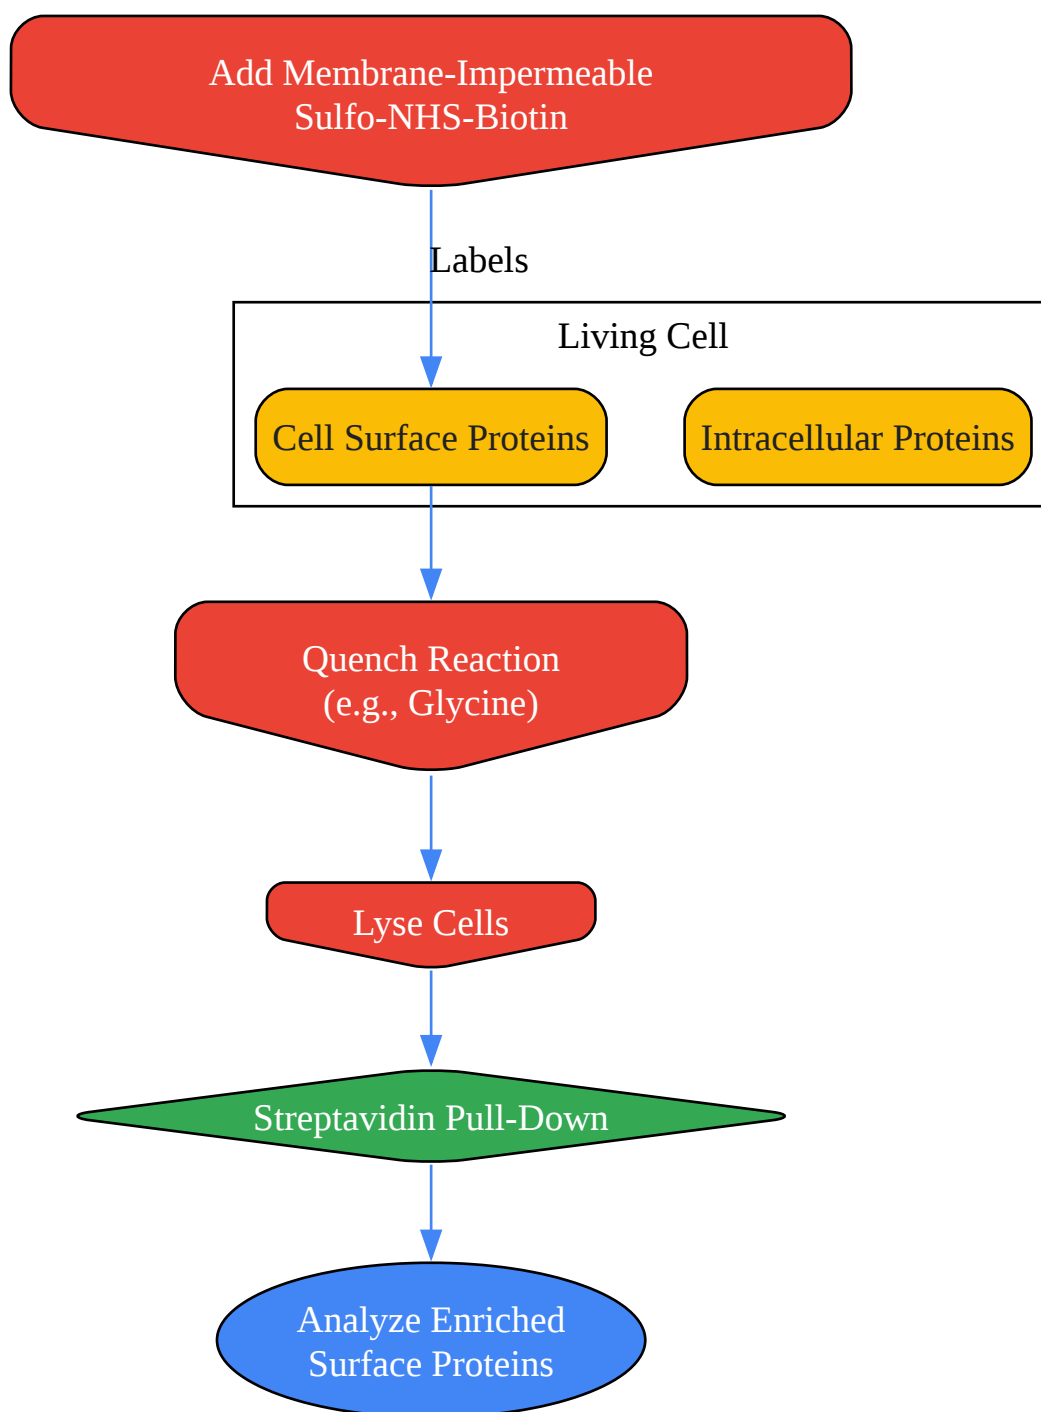 Add Membrane-Impermeable
Sulfo-NHS-Biotin
Labels
Living Cell
Cell Surface Proteins
Intracellular Proteins
Quench Reaction
(e.g., Glycine)
Lyse Cells
Streptavidin Pull-Down
Analyze Enriched
Surface Proteins